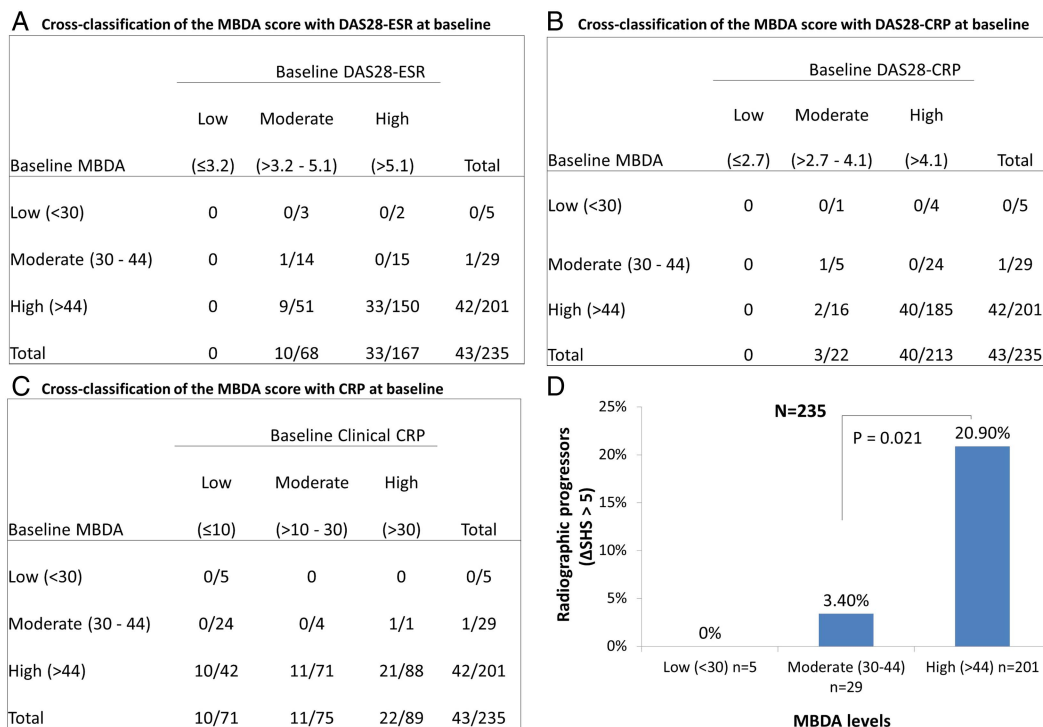 A Cross-classification of the MBDA score with DAS28-ESR at baseline
Baseline DAS28-ESR
Low Moderate High
Baseline MBDA (≤3.2) (>3.2 - 5.1) (>5.1) Total
Low (<30) 0 0/3 0/2 0/5
Moderate (30 - 44) 0 1/14 0/15 1/29
High (>44) 0 9/51 33/150 42/201
Total 0 10/68 33/167 43/235
B Cross-classification of the MBDA score with DAS28-CRP at baseline
Baseline DAS28-CRP
Low Moderate High
Baseline MBDA (≤2.7) (>2.7 - 4.1) (>4.1) Total
Low (<30) 0 0/1 0/4 0/5
Moderate (30 - 44) 0 1/5 0/24 1/29
High (>44) 0 2/16 40/185 42/201
Total 0 3/22 40/213 43/235
C Cross-classification of the MBDA score with CRP at baseline
Baseline Clinical CRP
Low Moderate High
Baseline MBDA (≤10) (>10 - 30) (>30) Total
Low (<30) 0/5 0 0 0/5
Moderate (30 - 44) 0/24 0/4 1/1 1/29
High (>44) 10/42 11/71 21/88 42/201
Total 10/71 11/75 22/89 43/235
D
N=235
P = 0.021
Radiographic progressors
(ΔSHS > 5)
25%
20%
15%
10%
5%
0%
0%
3.40%
20.90%
Low (<30) n=5 Moderate (30-44) High (>44) n=201
n=29
MBDA levels